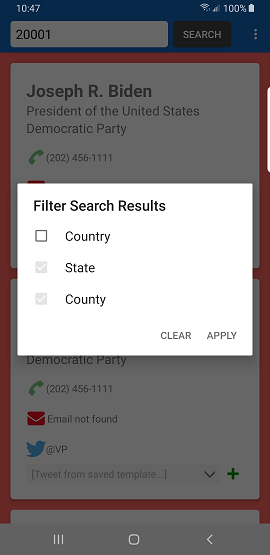 10:47
100%
20001
SEARCH
Joseph R. Biden
President of the United States
Democratic Party
(202) 456-1111
Filter Search Results
Country
State
County
CLEAR
APPLY
Democratic Party
(202) 456-1111
Email not found
@VP
[Tweet from saved template...]